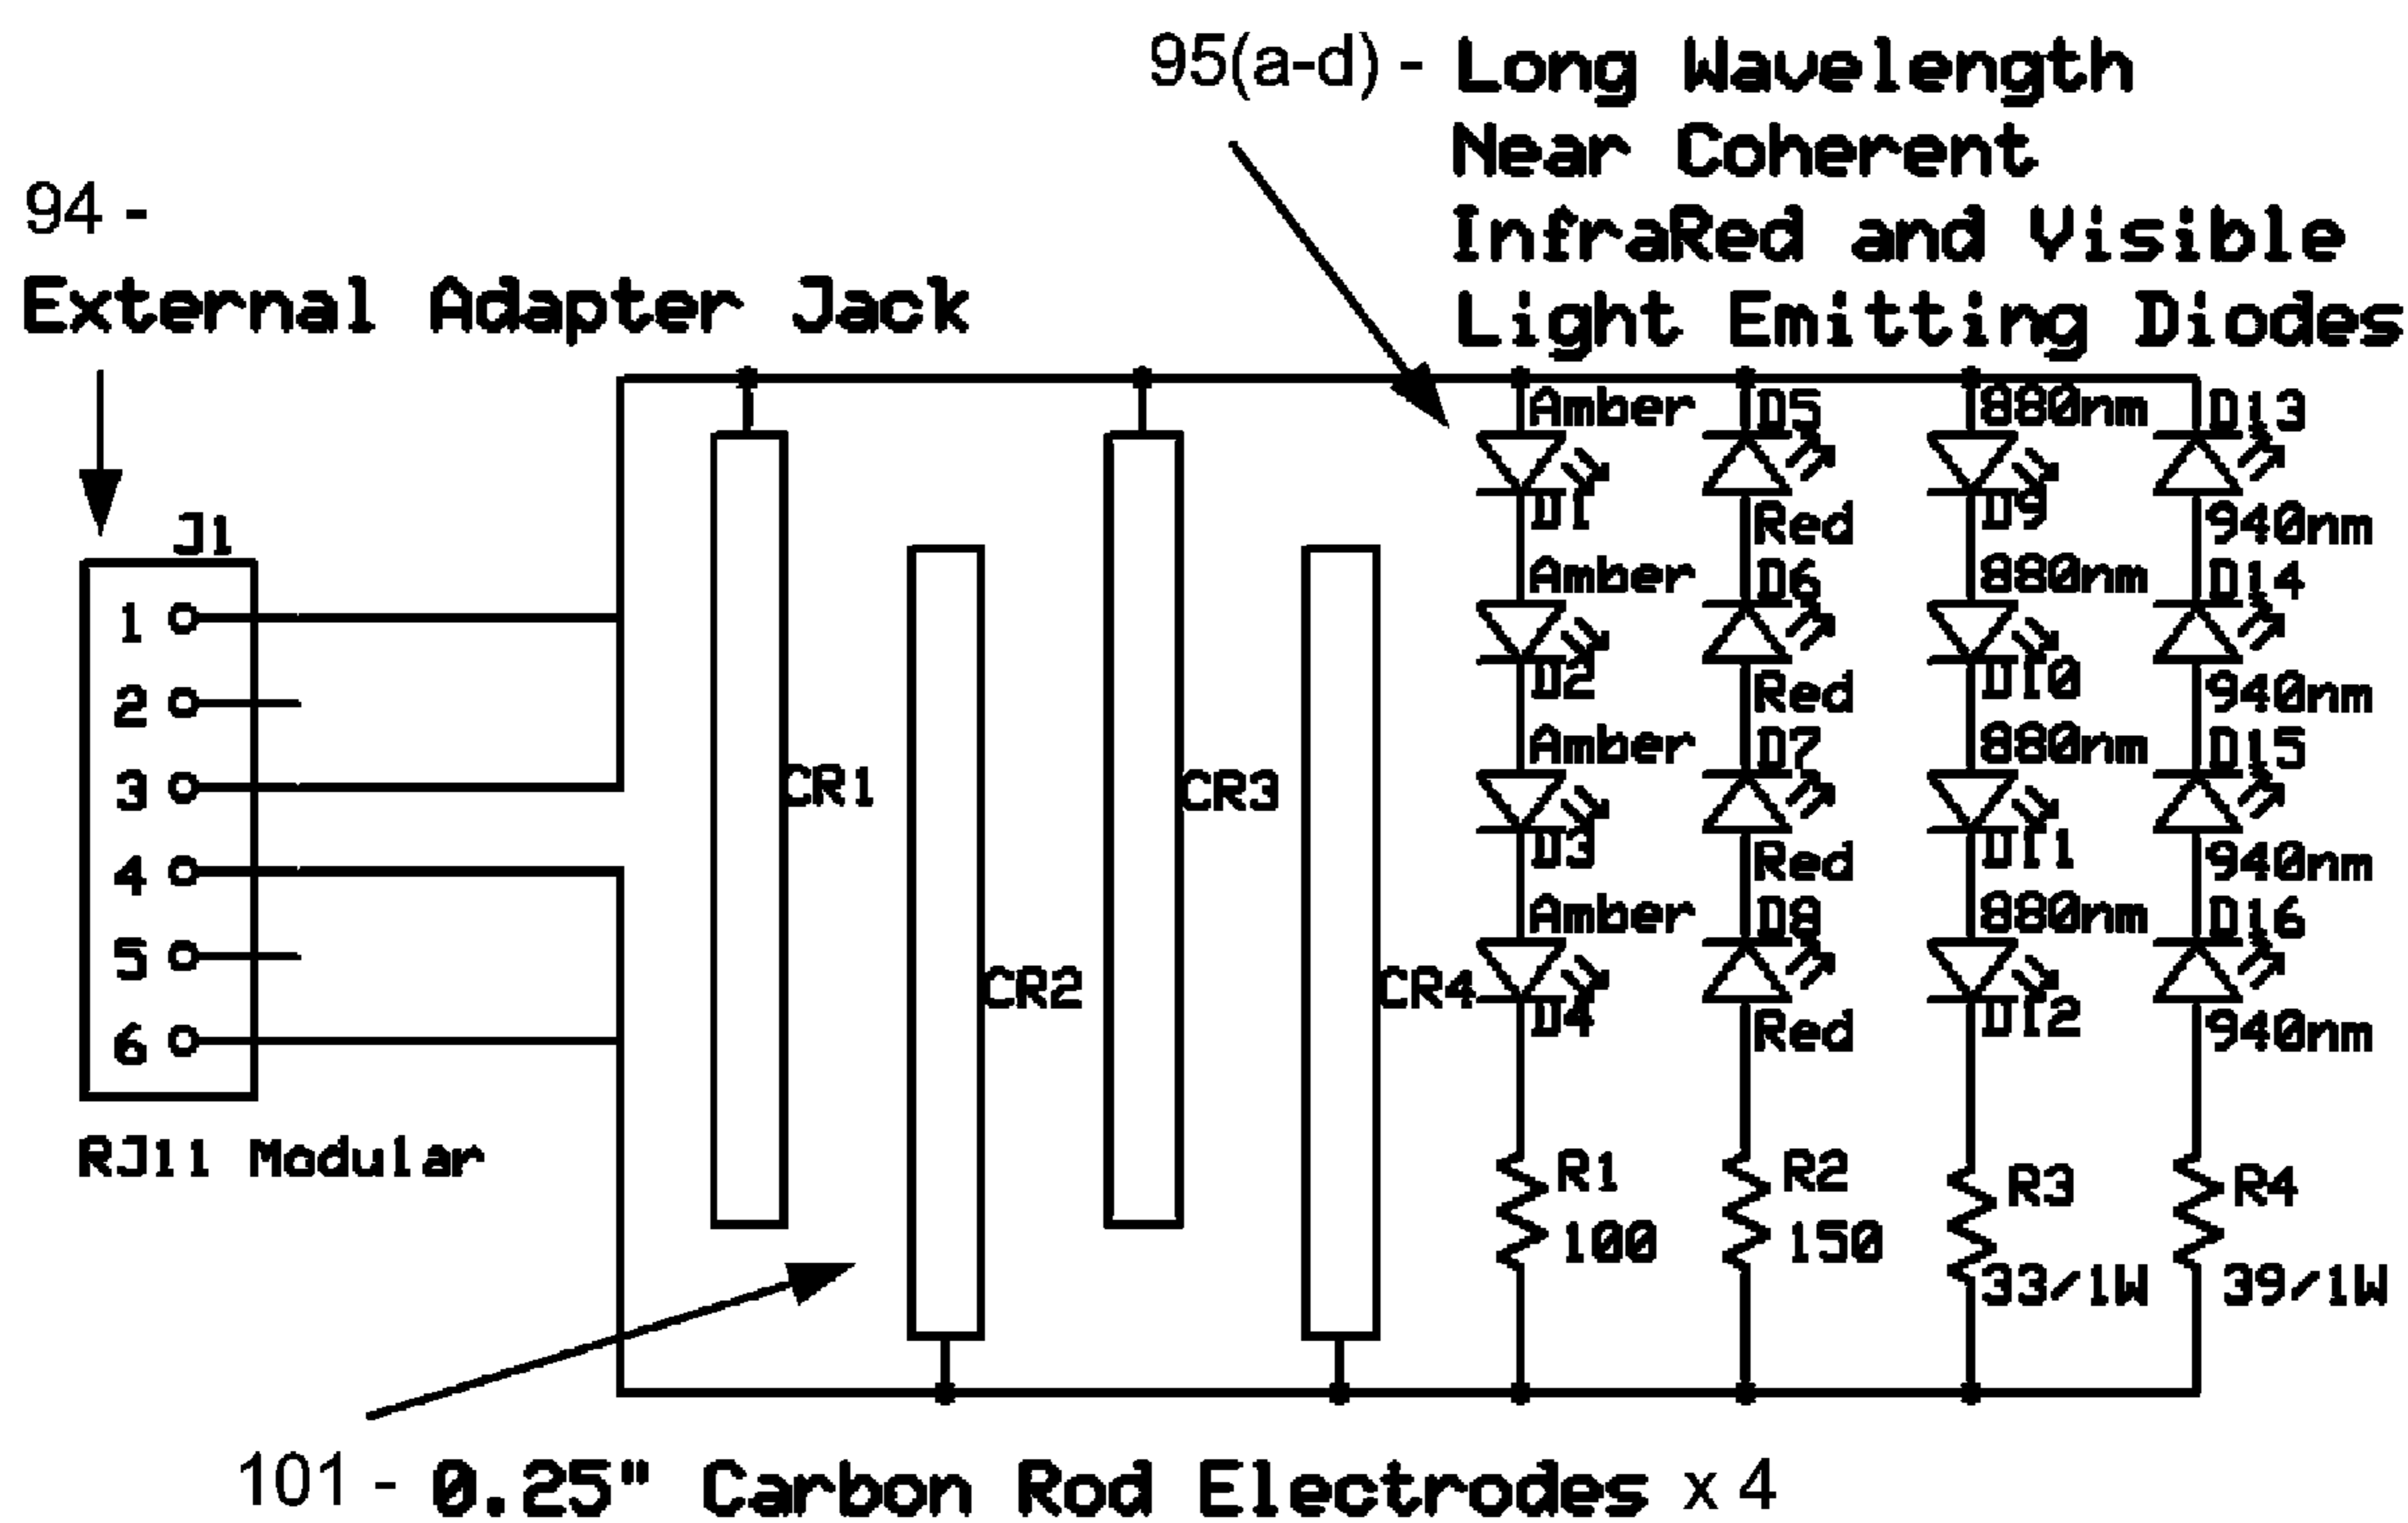 95(a-d) - Long Wavelength
Near Coherent
InfraRed and Visible
Light Emitting Diodes
94 -
External Adapter Jack
J1
1
2
3
4
5
6
RJ11 Modular
CR1
CR2
CR3
CR4
Amber
D1
Amber
D2
Amber
D3
Amber
D4
R1
100
D5
Red
D6
Red
D7
Red
D8
Red
R2
150
880nm
D9
880nm
D10
880nm
D11
880nm
D12
R3
33/1W
D13
940nm
D14
940nm
D15
940nm
D16
940nm
R4
39/1W
101 - 0.25" Carbon Rod Electrodes x 4